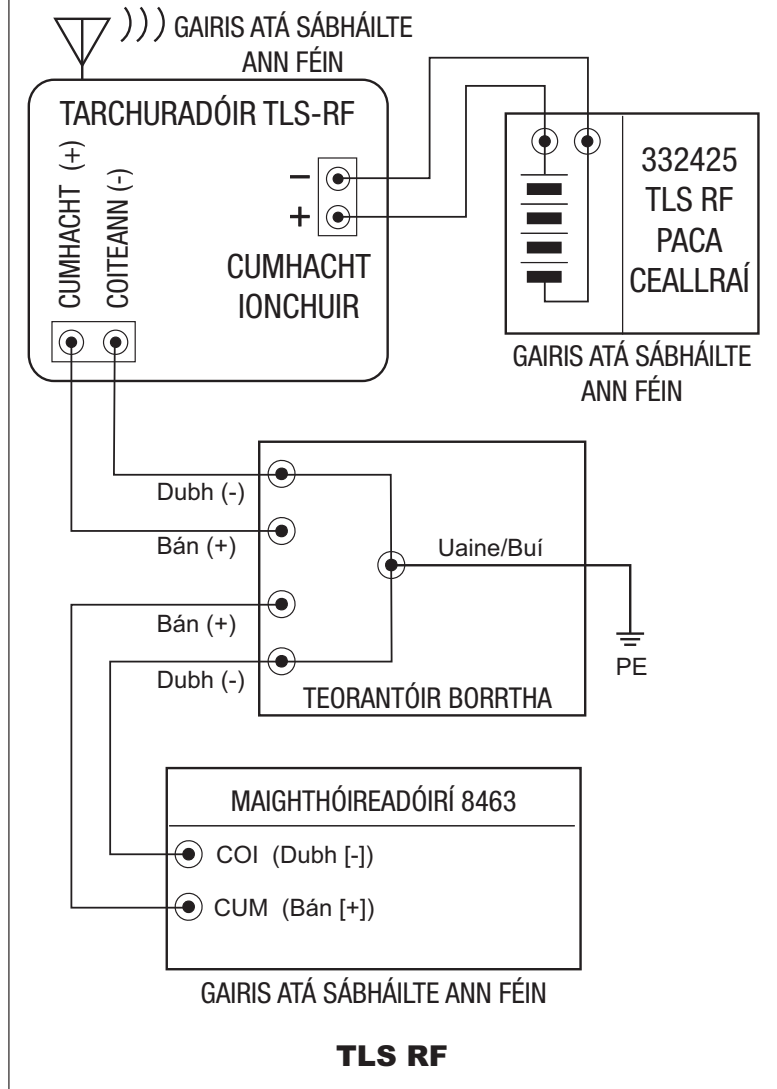 GAIRIS ATÁ SÁBHÁILTE
ANN FÉIN
TARCHURADÓIR TLS-RF
CUMHACHT (+)
COITEANN (-)
−
+
CUMHACHT
IONCHUIR
332425
TLS RF
PACA
CEALLRAÍ
GAIRIS ATÁ SÁBHÁILTE
ANN FÉIN
Dubh (-)
Bán (+)
Uaine/Buí
Bán (+)
Dubh (-)
PE
TEORANTÓIR BORRTHA
MAIGHTHÓIREADÓIRÍ 8463
COI (Dubh [-])
CUM (Bán [+])
GAIRIS ATÁ SÁBHÁILTE ANN FÉIN
TLS RF